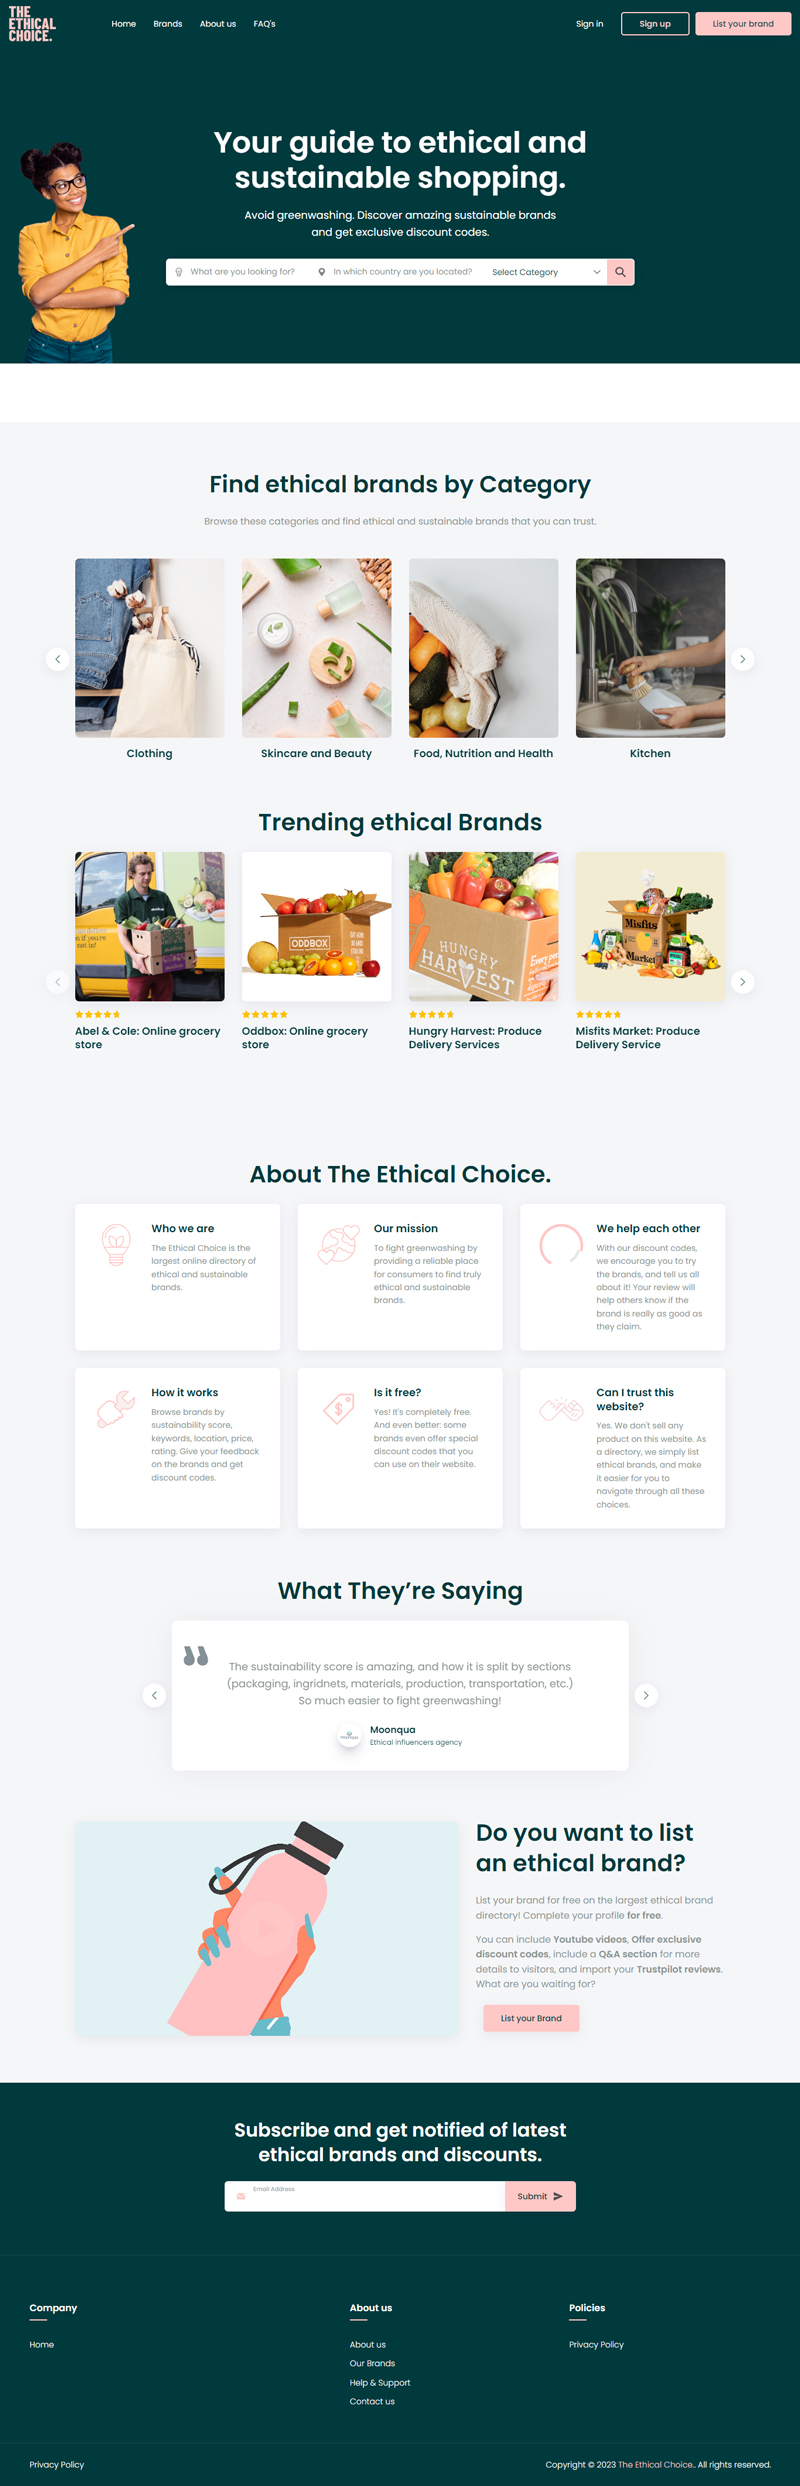 THE
ETHICAL
CHOICE.
Home Brands About us FAQ's Sign in Sign up List your brand
Your guide to ethical and
sustainable shopping.
Avoid greenwashing. Discover amazing sustainable brands
and get exclusive discount codes.
What are you looking for? In which country are you located? Select Category
Find ethical brands by Category
Browse these categories and find ethical and sustainable brands that you can trust.
Clothing Skincare and Beauty Food, Nutrition and Health Kitchen
Trending ethical Brands
ODDBOX
HUNGRY
HARVEST
Misfits
Market
Abel & Cole: Online grocery
store
Oddbox: Online grocery
store
Hungry Harvest: Produce
Delivery Services
Misfits Market: Produce
Delivery Service
About The Ethical Choice.
Who we are
The Ethical Choice is the
largest online directory of
ethical and sustainable
brands.
Our mission
To fight greenwashing by
providing a reliable place
for consumers to find truly
ethical and sustainable
brands.
We help each other
With our discount codes,
we encourage you to try
the brands, and tell us all
about it! Your review will
help others know if the
brand is really as good as
they claim.
How it works
Browse brands by
sustainability score,
keywords, location, price,
rating. Give your feedback
on the brands and get
discount codes.
Is it free?
Yes! It's completely free.
And even better: some
brands even offer special
discount codes that you
can use on their website.
Can I trust this
website?
Yes. We don't sell any
product on this website. As
a directory, we simply list
ethical brands, and make
it easier for you to
navigate through all these
choices.
What They're Saying
The sustainability score is amazing, and how it is split by sections
(packaging, ingridnets, materials, production, transportation, etc.)
So much easier to fight greenwashing!
moonqua
Moonqua
Ethical influencers agency
Do you want to list
an ethical brand?
List your brand for free on the largest ethical brand
directory! Complete your profile for free.
You can include Youtube videos, Offer exclusive
discount codes, include a Q&A section for more
details to visitors, and import your Trustpilot reviews.
What are you waiting for?
List your Brand
Subscribe and get notified of latest
ethical brands and discounts.
Email Address
Submit
Company
Home
About us
About us
Our Brands
Help & Support
Contact us
Policies
Privacy Policy
Privacy Policy Copyright © 2023 The Ethical Choice.. All rights reserved.